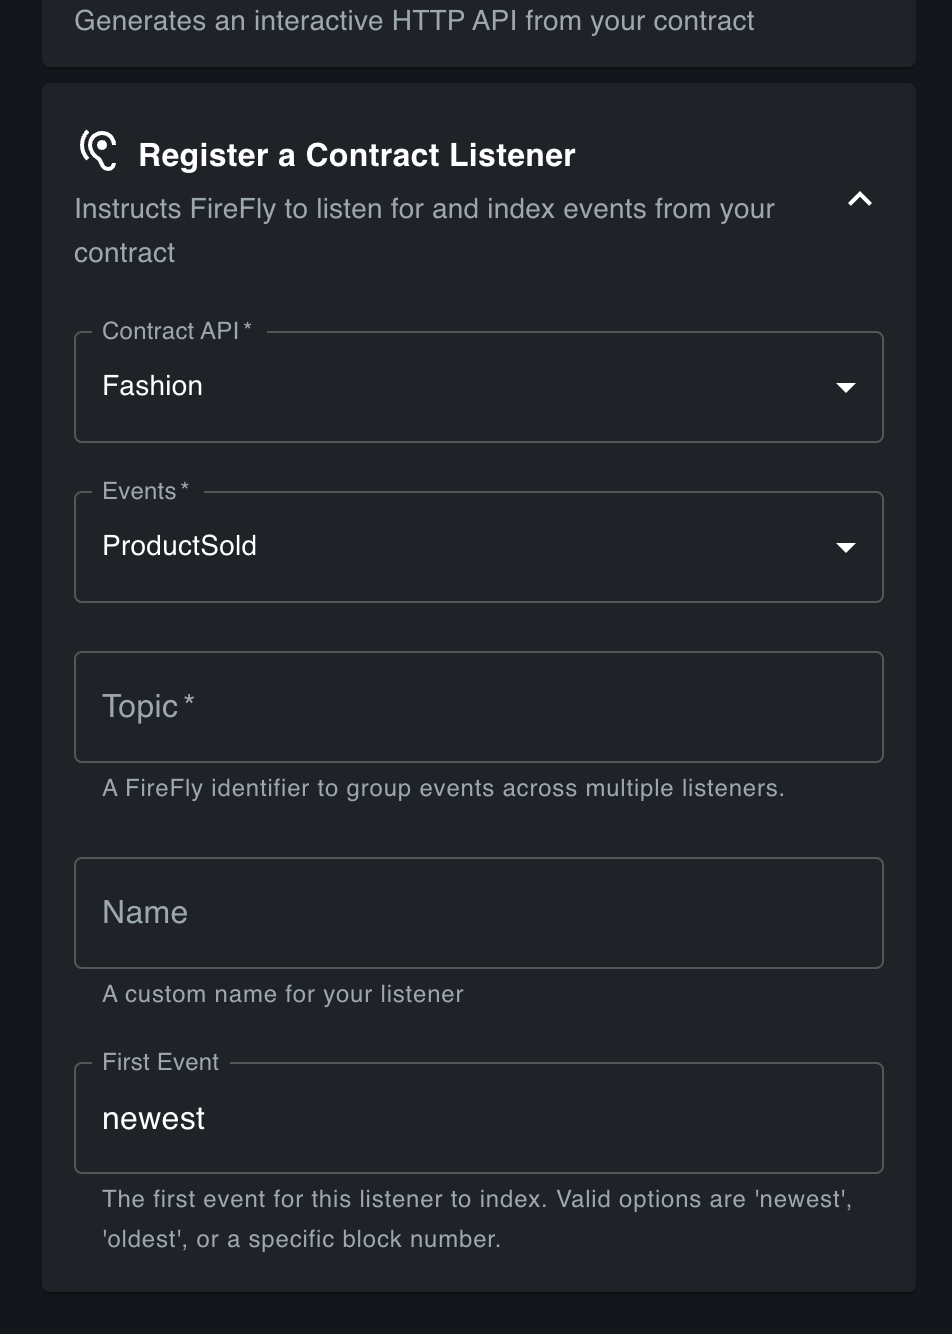 Generates an interactive HTTP API from your contract
Register a Contract Listener
Instructs FireFly to listen for and index events from your
contract
Contract API *
Fashion
Events *
ProductSold
Topic *
A FireFly identifier to group events across multiple listeners.
Name
A custom name for your listener
First Event
newest
The first event for this listener to index. Valid options are 'newest',
'oldest', or a specific block number.